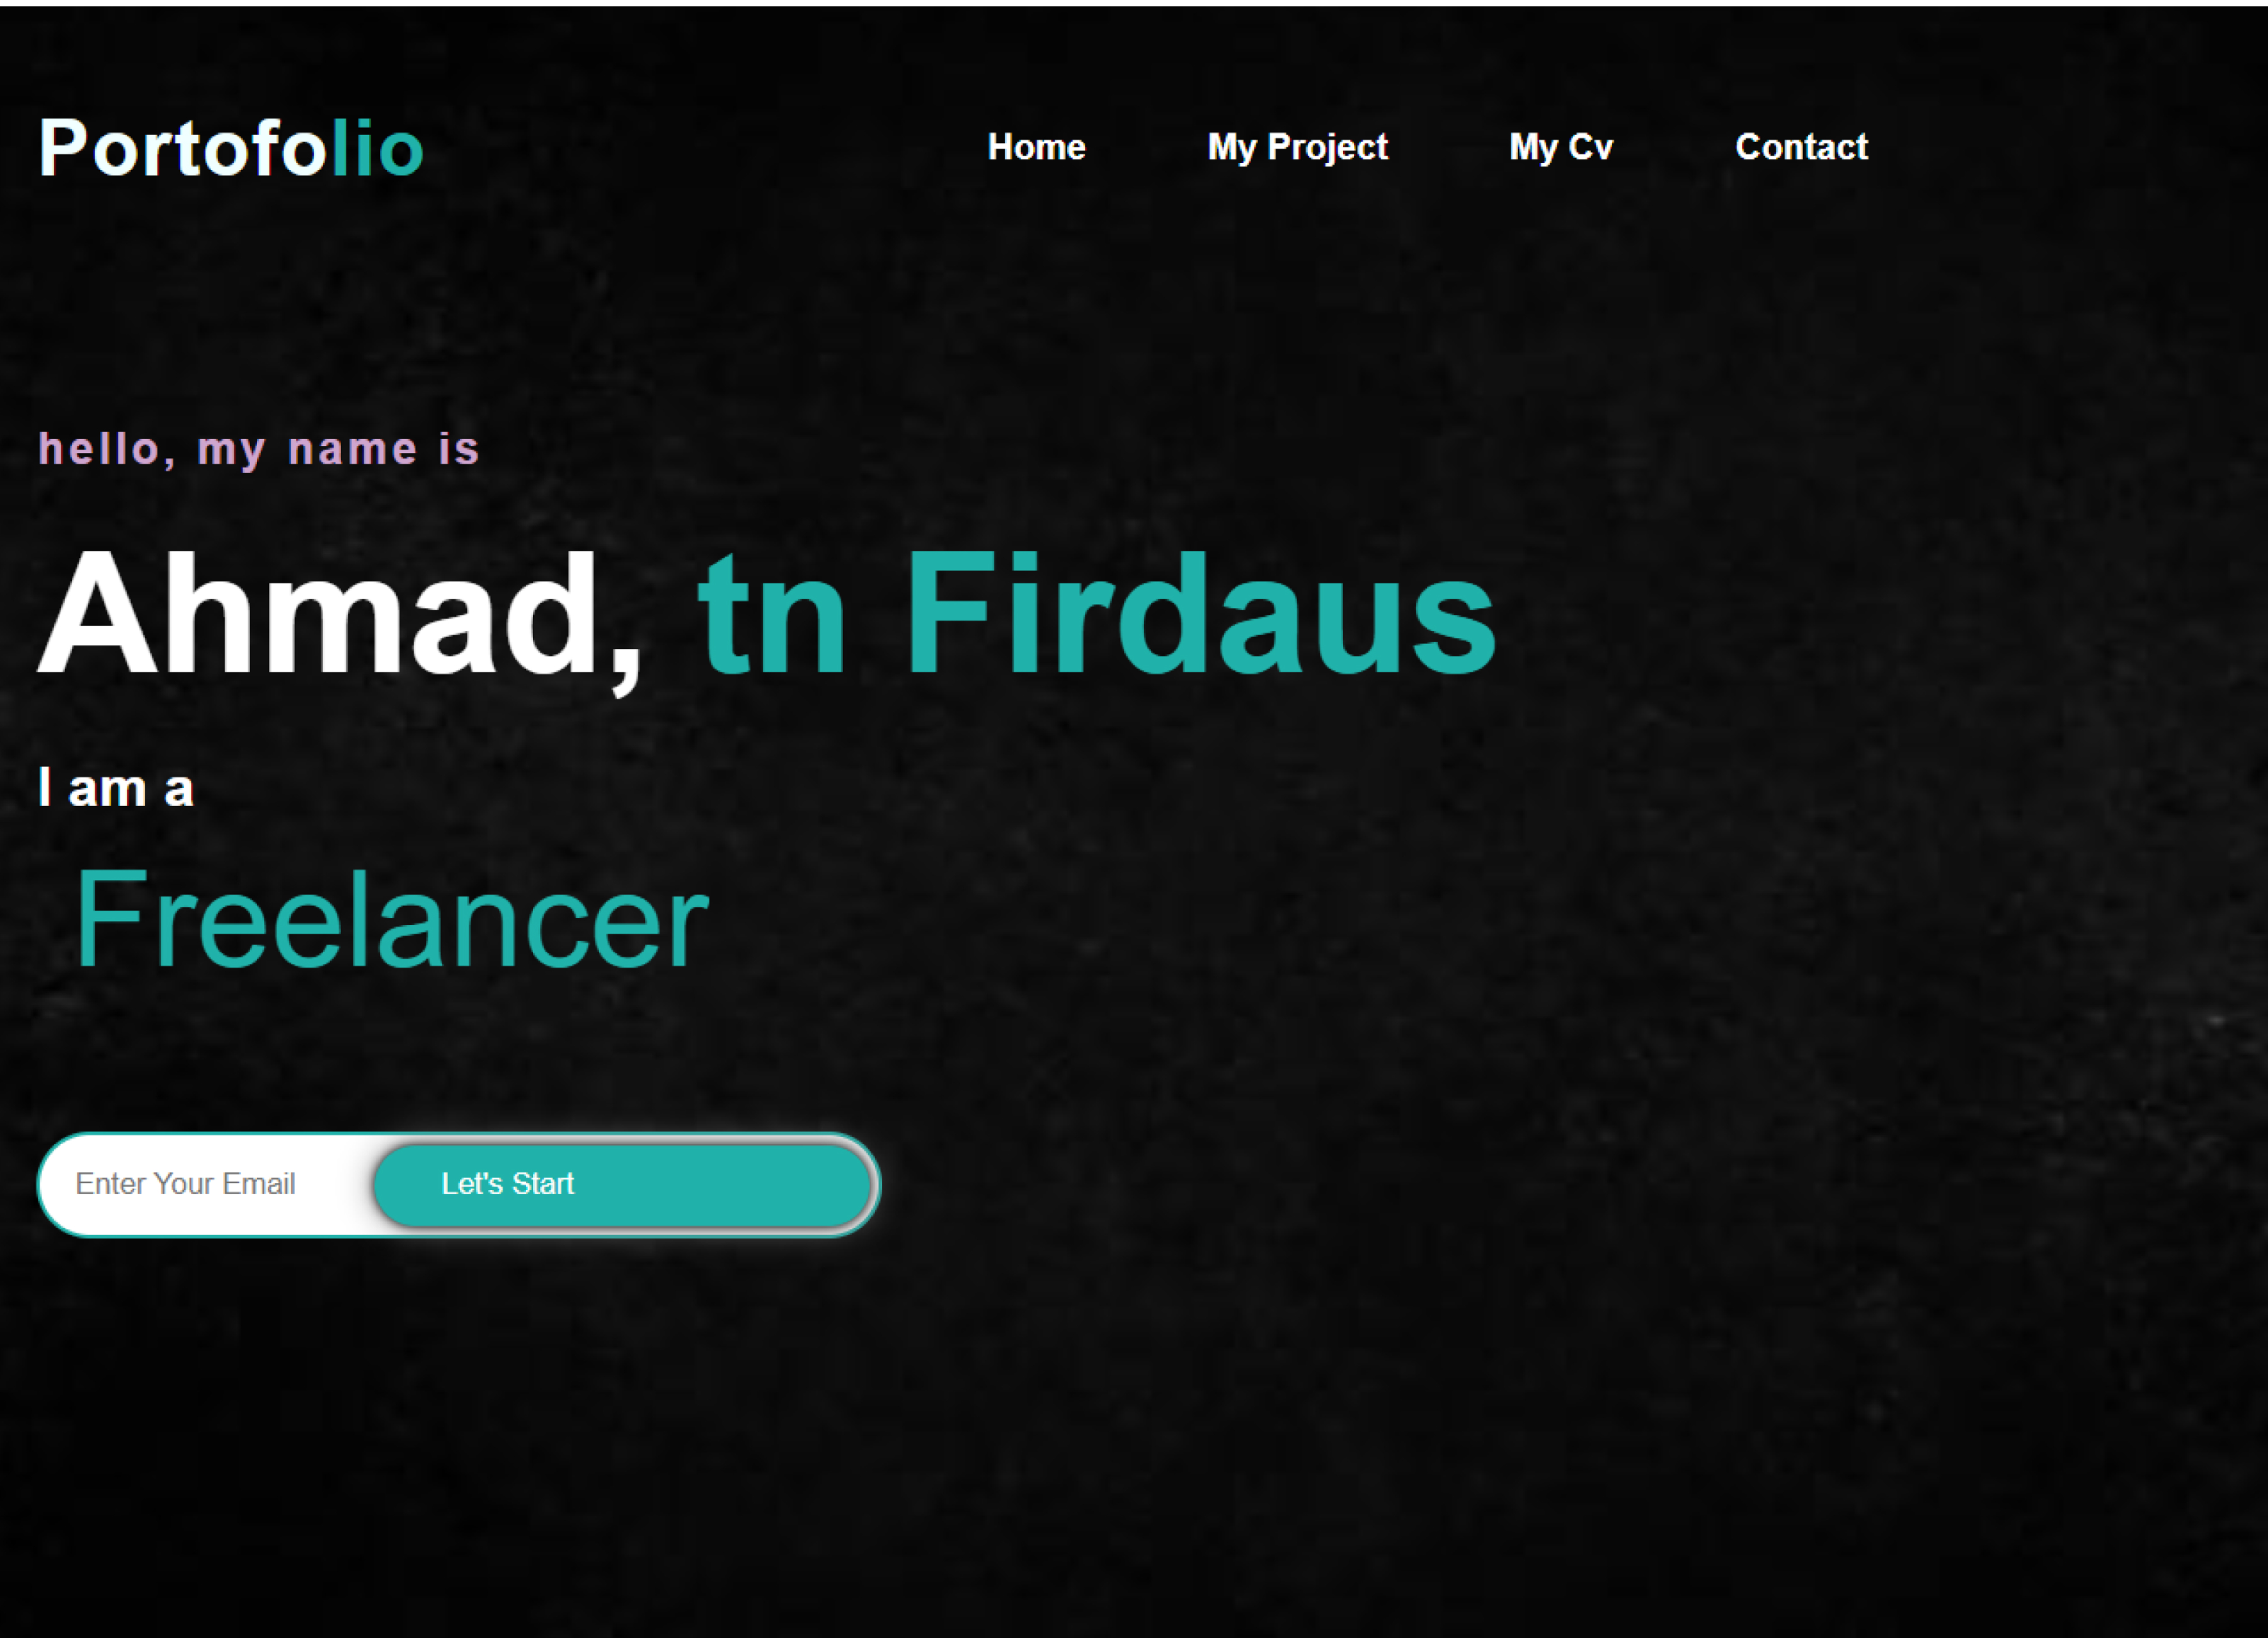 Portofolio
Home My Project My Cv Contact
hello, my name is
Ahmad, tn Firdaus
I am a
Freelancer
Enter Your Email Let's Start